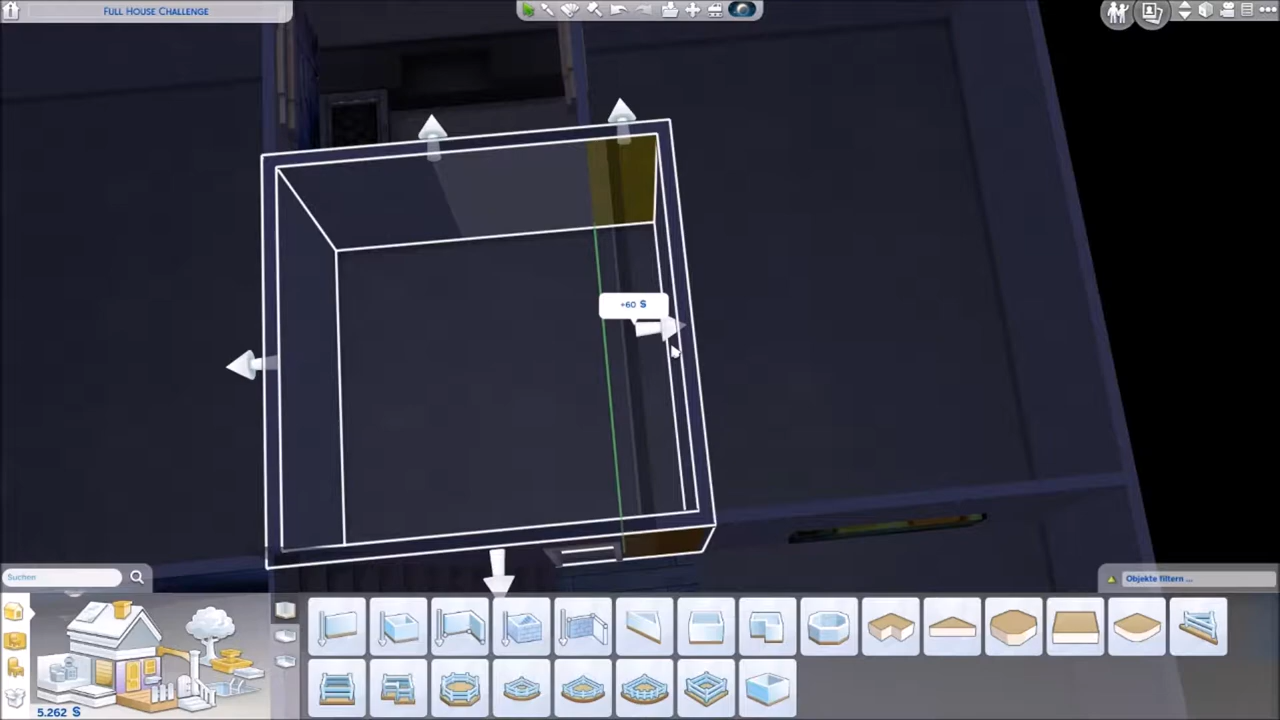 Full House Challenge
+60 $
Suchen
Objekte filtern ...
5.262 $